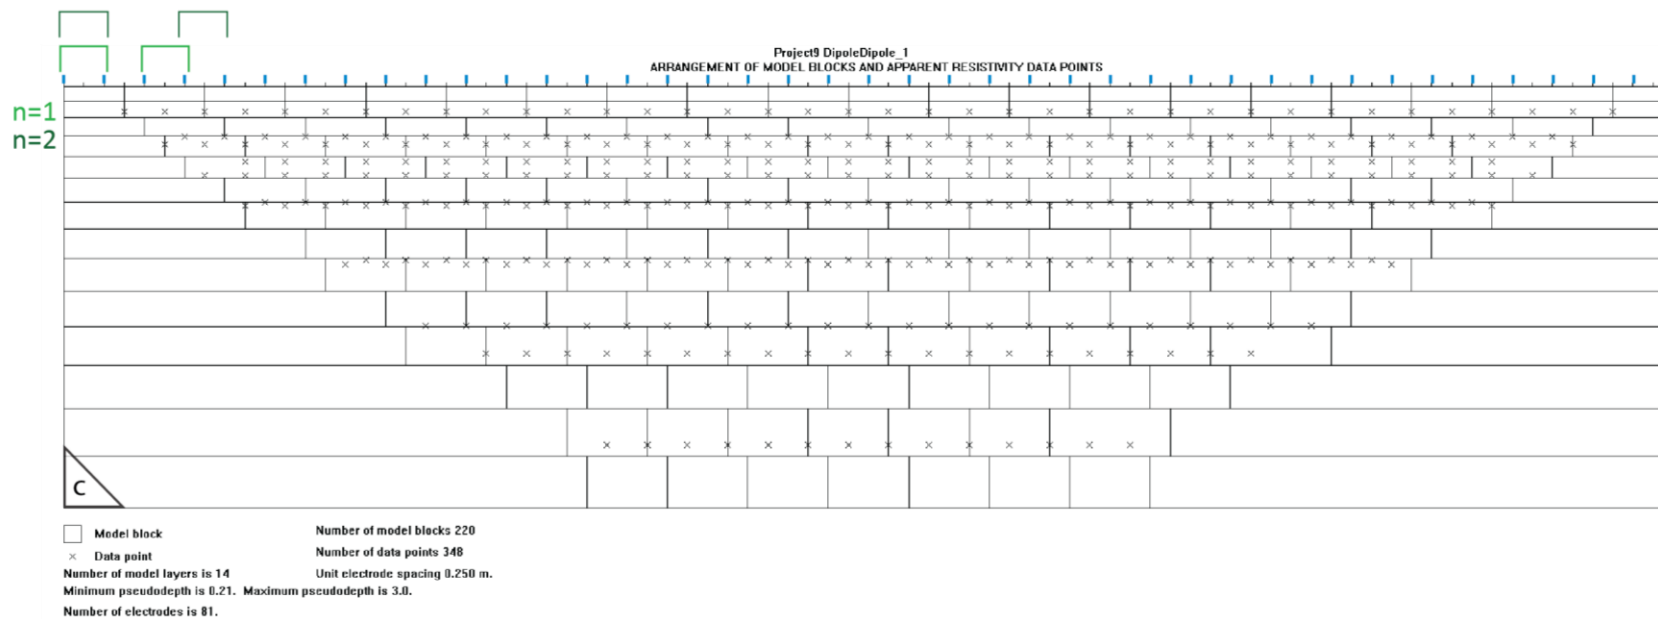 Project9 DipoleDipole_1
ARRANGEMENT OF MODEL BLOCKS AND APPARENT RESISTIVITY DATA POINTS
n=1
n=2
C
Model block
Number of model blocks 220
× Data point
Number of data points 348
Number of model layers is 14
Unit electrode spacing 0.250 m.
Minimum pseudodepth is 0.21. Maximum pseudodepth is 3.0.
Number of electrodes is 81.